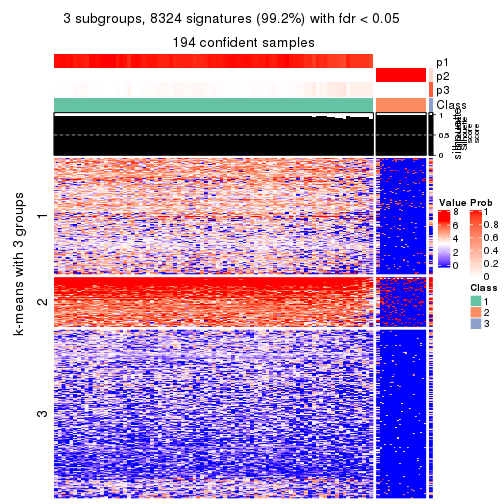 3 subgroups, 8324 signatures (99.2%) with fdr < 0.05
194 confident samples
p1
p2
p3
Class
1
0.5
0
k-means with 3 groups
1
2
3
Value
8
6
4
2
0
Prob
1
0.8
0.6
0.4
0.2
0
Class
1
2
3